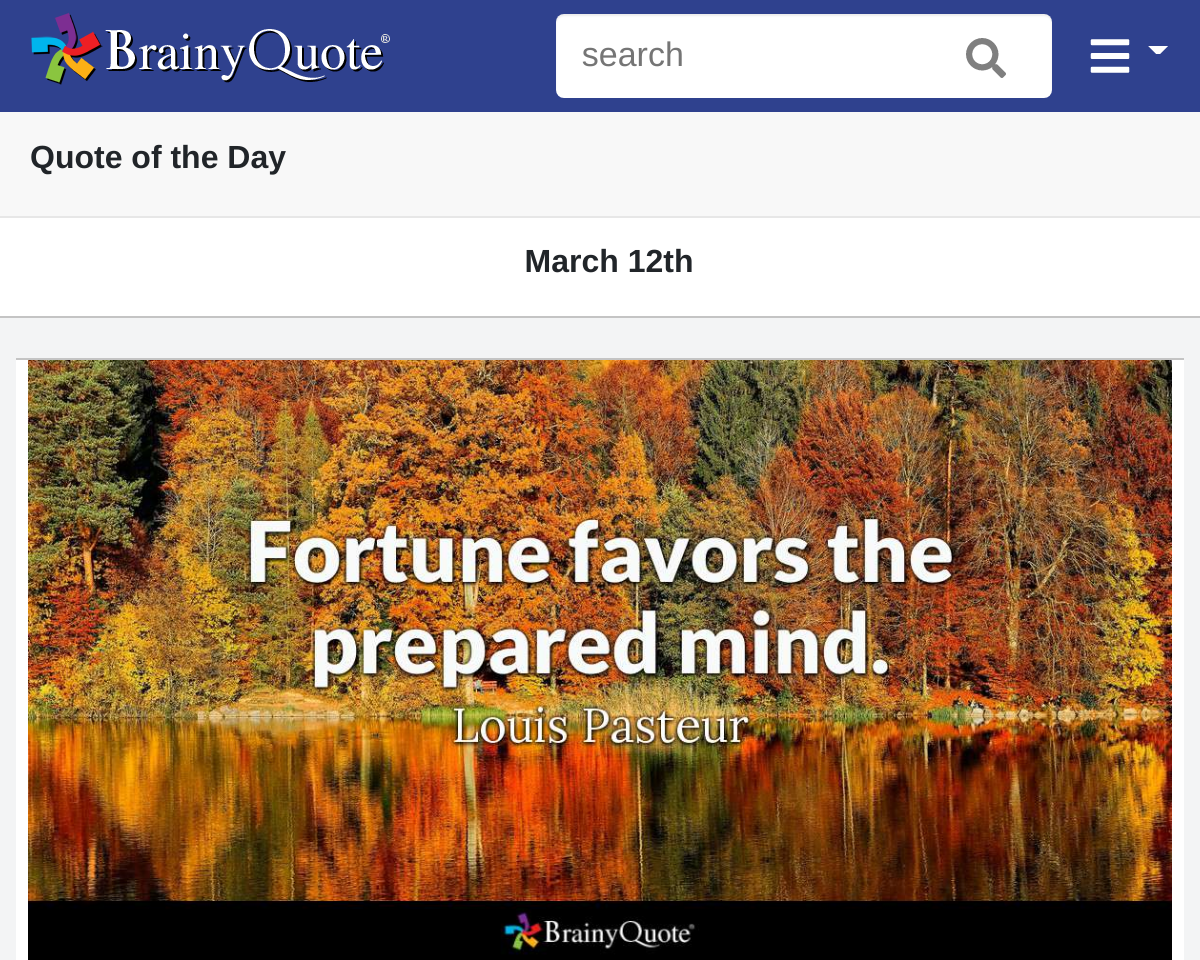 BrainyQuote®
search
Quote of the Day
March 12th
Fortune favors the
prepared mind.
Louis Pasteur
BrainyQuote®